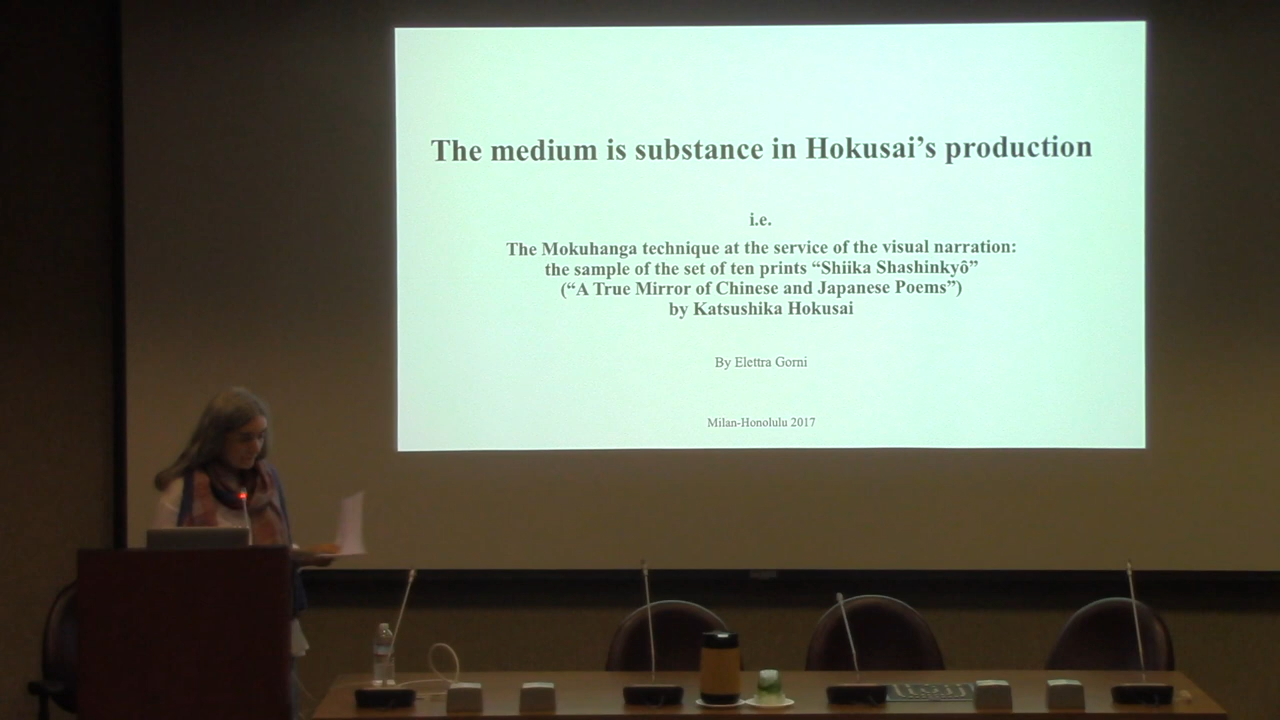 The medium is substance in Hokusai’s production
i.e.
The Mokuhanga technique at the service of the visual narration:
the sample of the set of ten prints “Shiika Shashinkyô”
(“A True Mirror of Chinese and Japanese Poems”)
by Katsushika Hokusai
By Elettra Gorni
Milan-Honolulu 2017